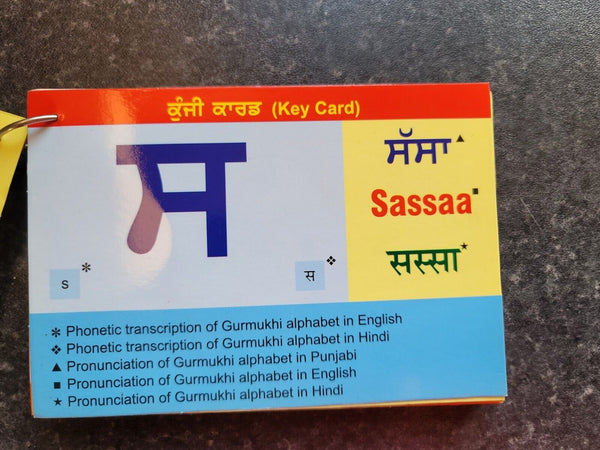 ਕੁੰਜੀ ਕਾਰਡ (Key Card)
ਸ
s *
स ❖
ਸੱਸਾ ▲
Sassaa ■
सस्सा ★
* Phonetic transcription of Gurmukhi alphabet in English
❖ Phonetic transcription of Gurmukhi alphabet in Hindi
▲ Pronunciation of Gurmukhi alphabet in Punjabi
■ Pronunciation of Gurmukhi alphabet in English
★ Pronunciation of Gurmukhi alphabet in Hindi